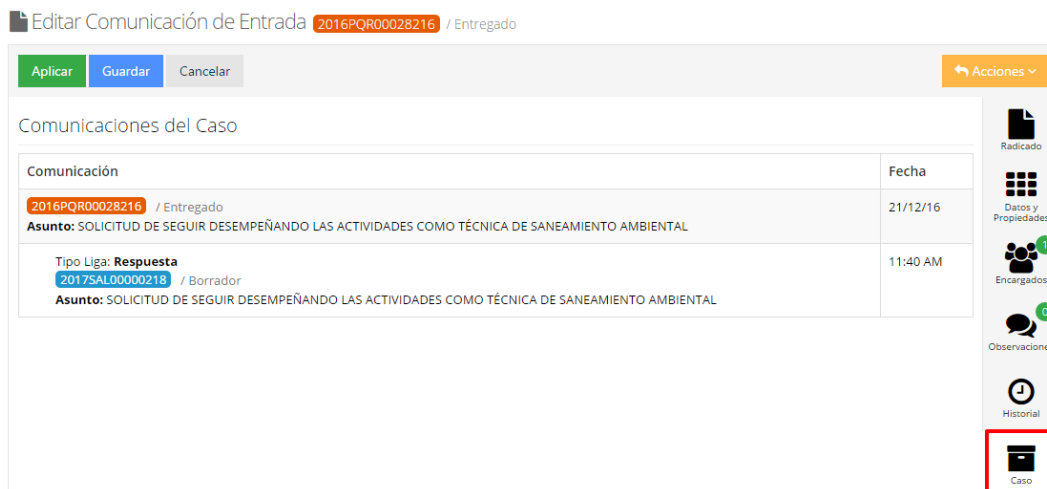 Editar Comunicación de Entrada 2016PQR00028216 / Entregado
Aplicar Guardar Cancelar Acciones
Comunicaciones del Caso
Comunicación Fecha
2016PQR00028216 / Entregado 21/12/16
Asunto: SOLICITUD DE SEGUIR DESEMPEÑANDO LAS ACTIVIDADES COMO TÉCNICA DE SANEAMIENTO AMBIENTAL
Tipo Liga: Respuesta 11:40 AM
2017SAL00000218 / Borrador
Asunto: SOLICITUD DE SEGUIR DESEMPEÑANDO LAS ACTIVIDADES COMO TÉCNICA DE SANEAMIENTO AMBIENTAL
Radicado
Datos y
Propiedades
1
Encargados
0
Observacione
Historial
Caso